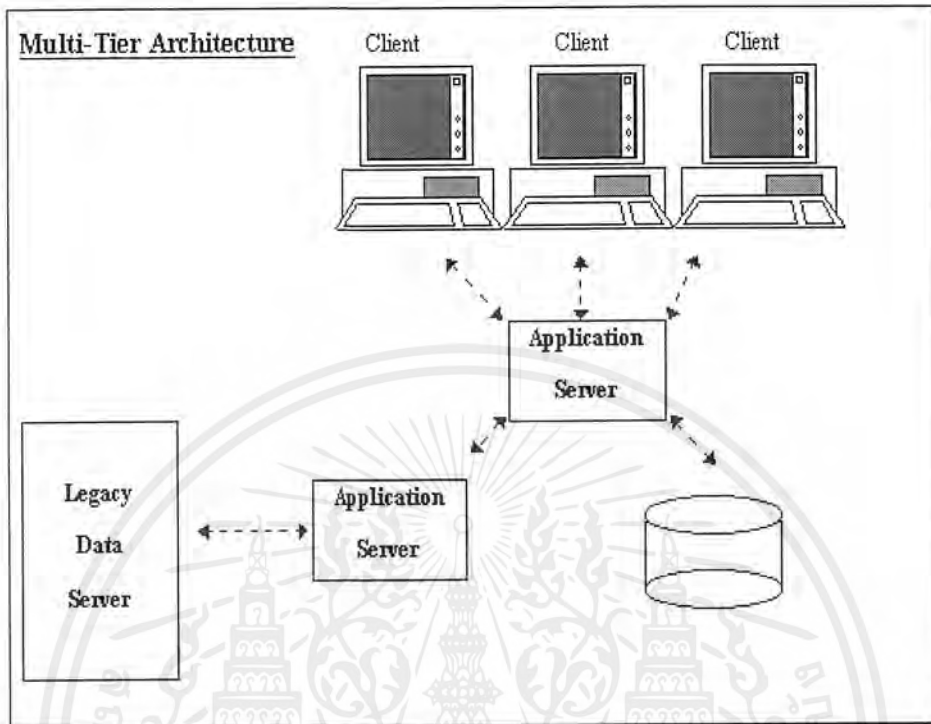 Multi-Tier Architecture
Client
Client
Client
Application
Server
Application
Server
Legacy
Data
Server